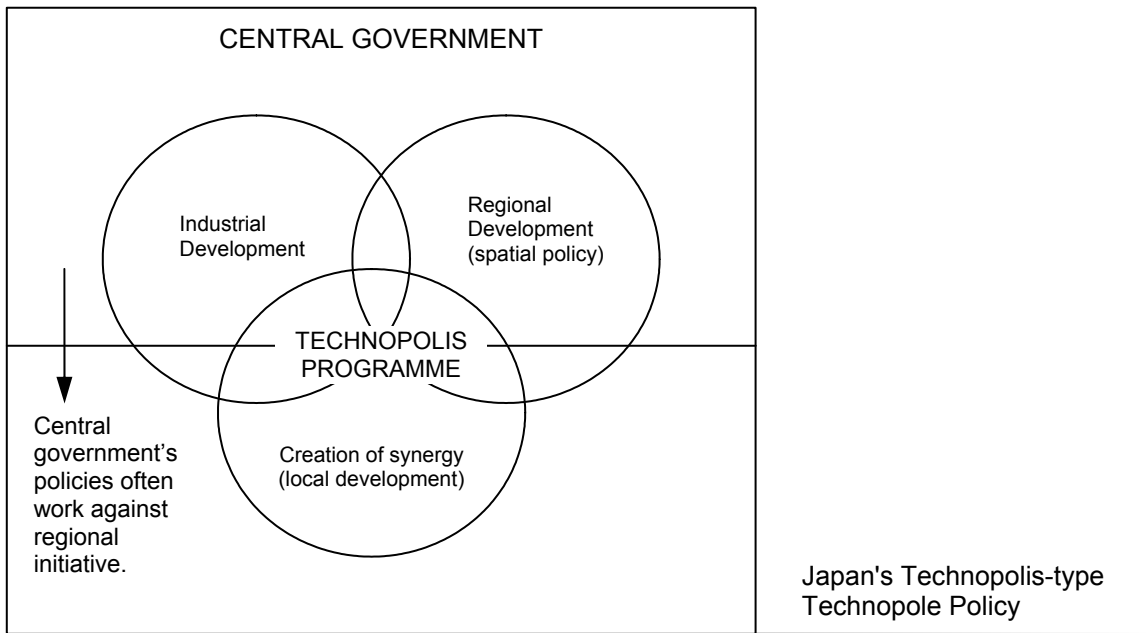 CENTRAL GOVERNMENT
Industrial
Development
Regional
Development
(spatial policy)
TECHNOPOLIS
PROGRAMME
Central
government’s
policies often
work against
regional
initiative.
Creation of synergy
(local development)
Japan's Technopolis-type
Technopole Policy